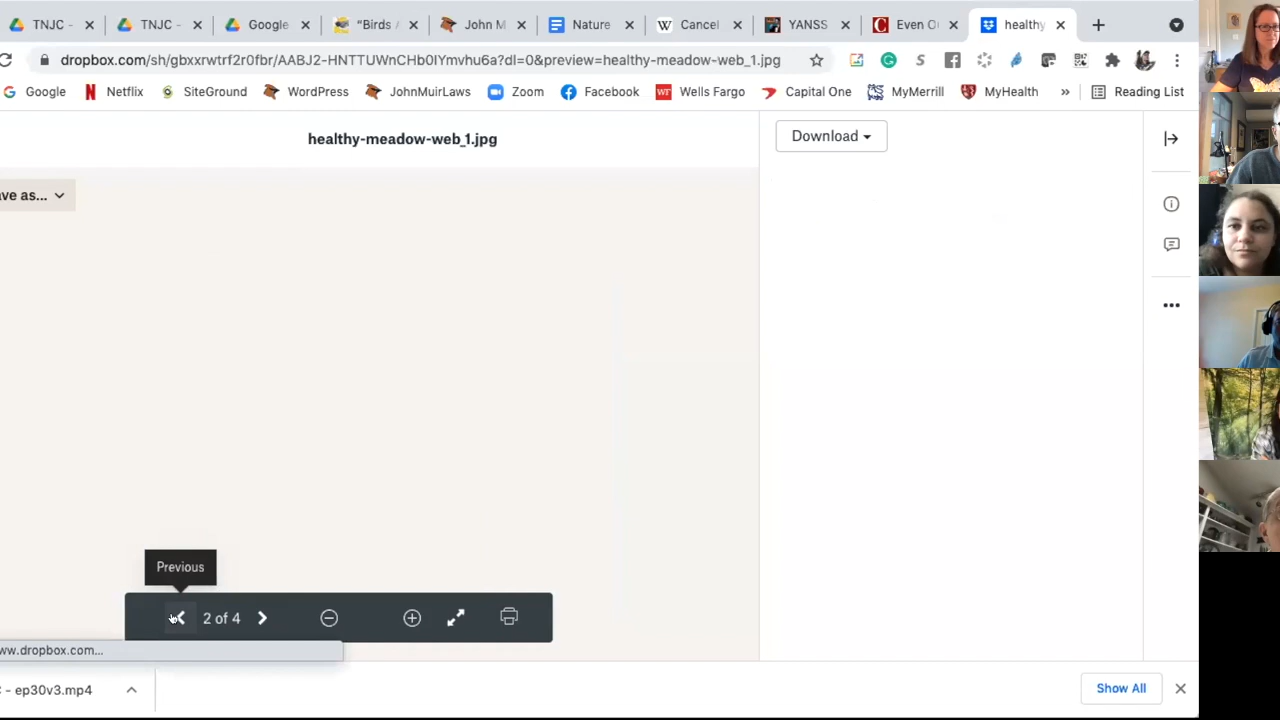 TNJC - TNJC - Google “Birds / John M Nature Cancel YANSS Even O healthy
dropbox.com/sh/gbxxrwtrf2r0fbr/AABJ2-HNTTUWnCHb0IYmvhu6a?dl=0&preview=healthy-meadow-web_1.jpg
Google Netflix SiteGround WordPress JohnMuirLaws Zoom Facebook Wells Fargo Capital One MyMerrill MyHealth » Reading List
healthy-meadow-web_1.jpg
Download
ave as...
Previous
2 of 4
ww.dropbox.com...
C - ep30v3.mp4
Show All